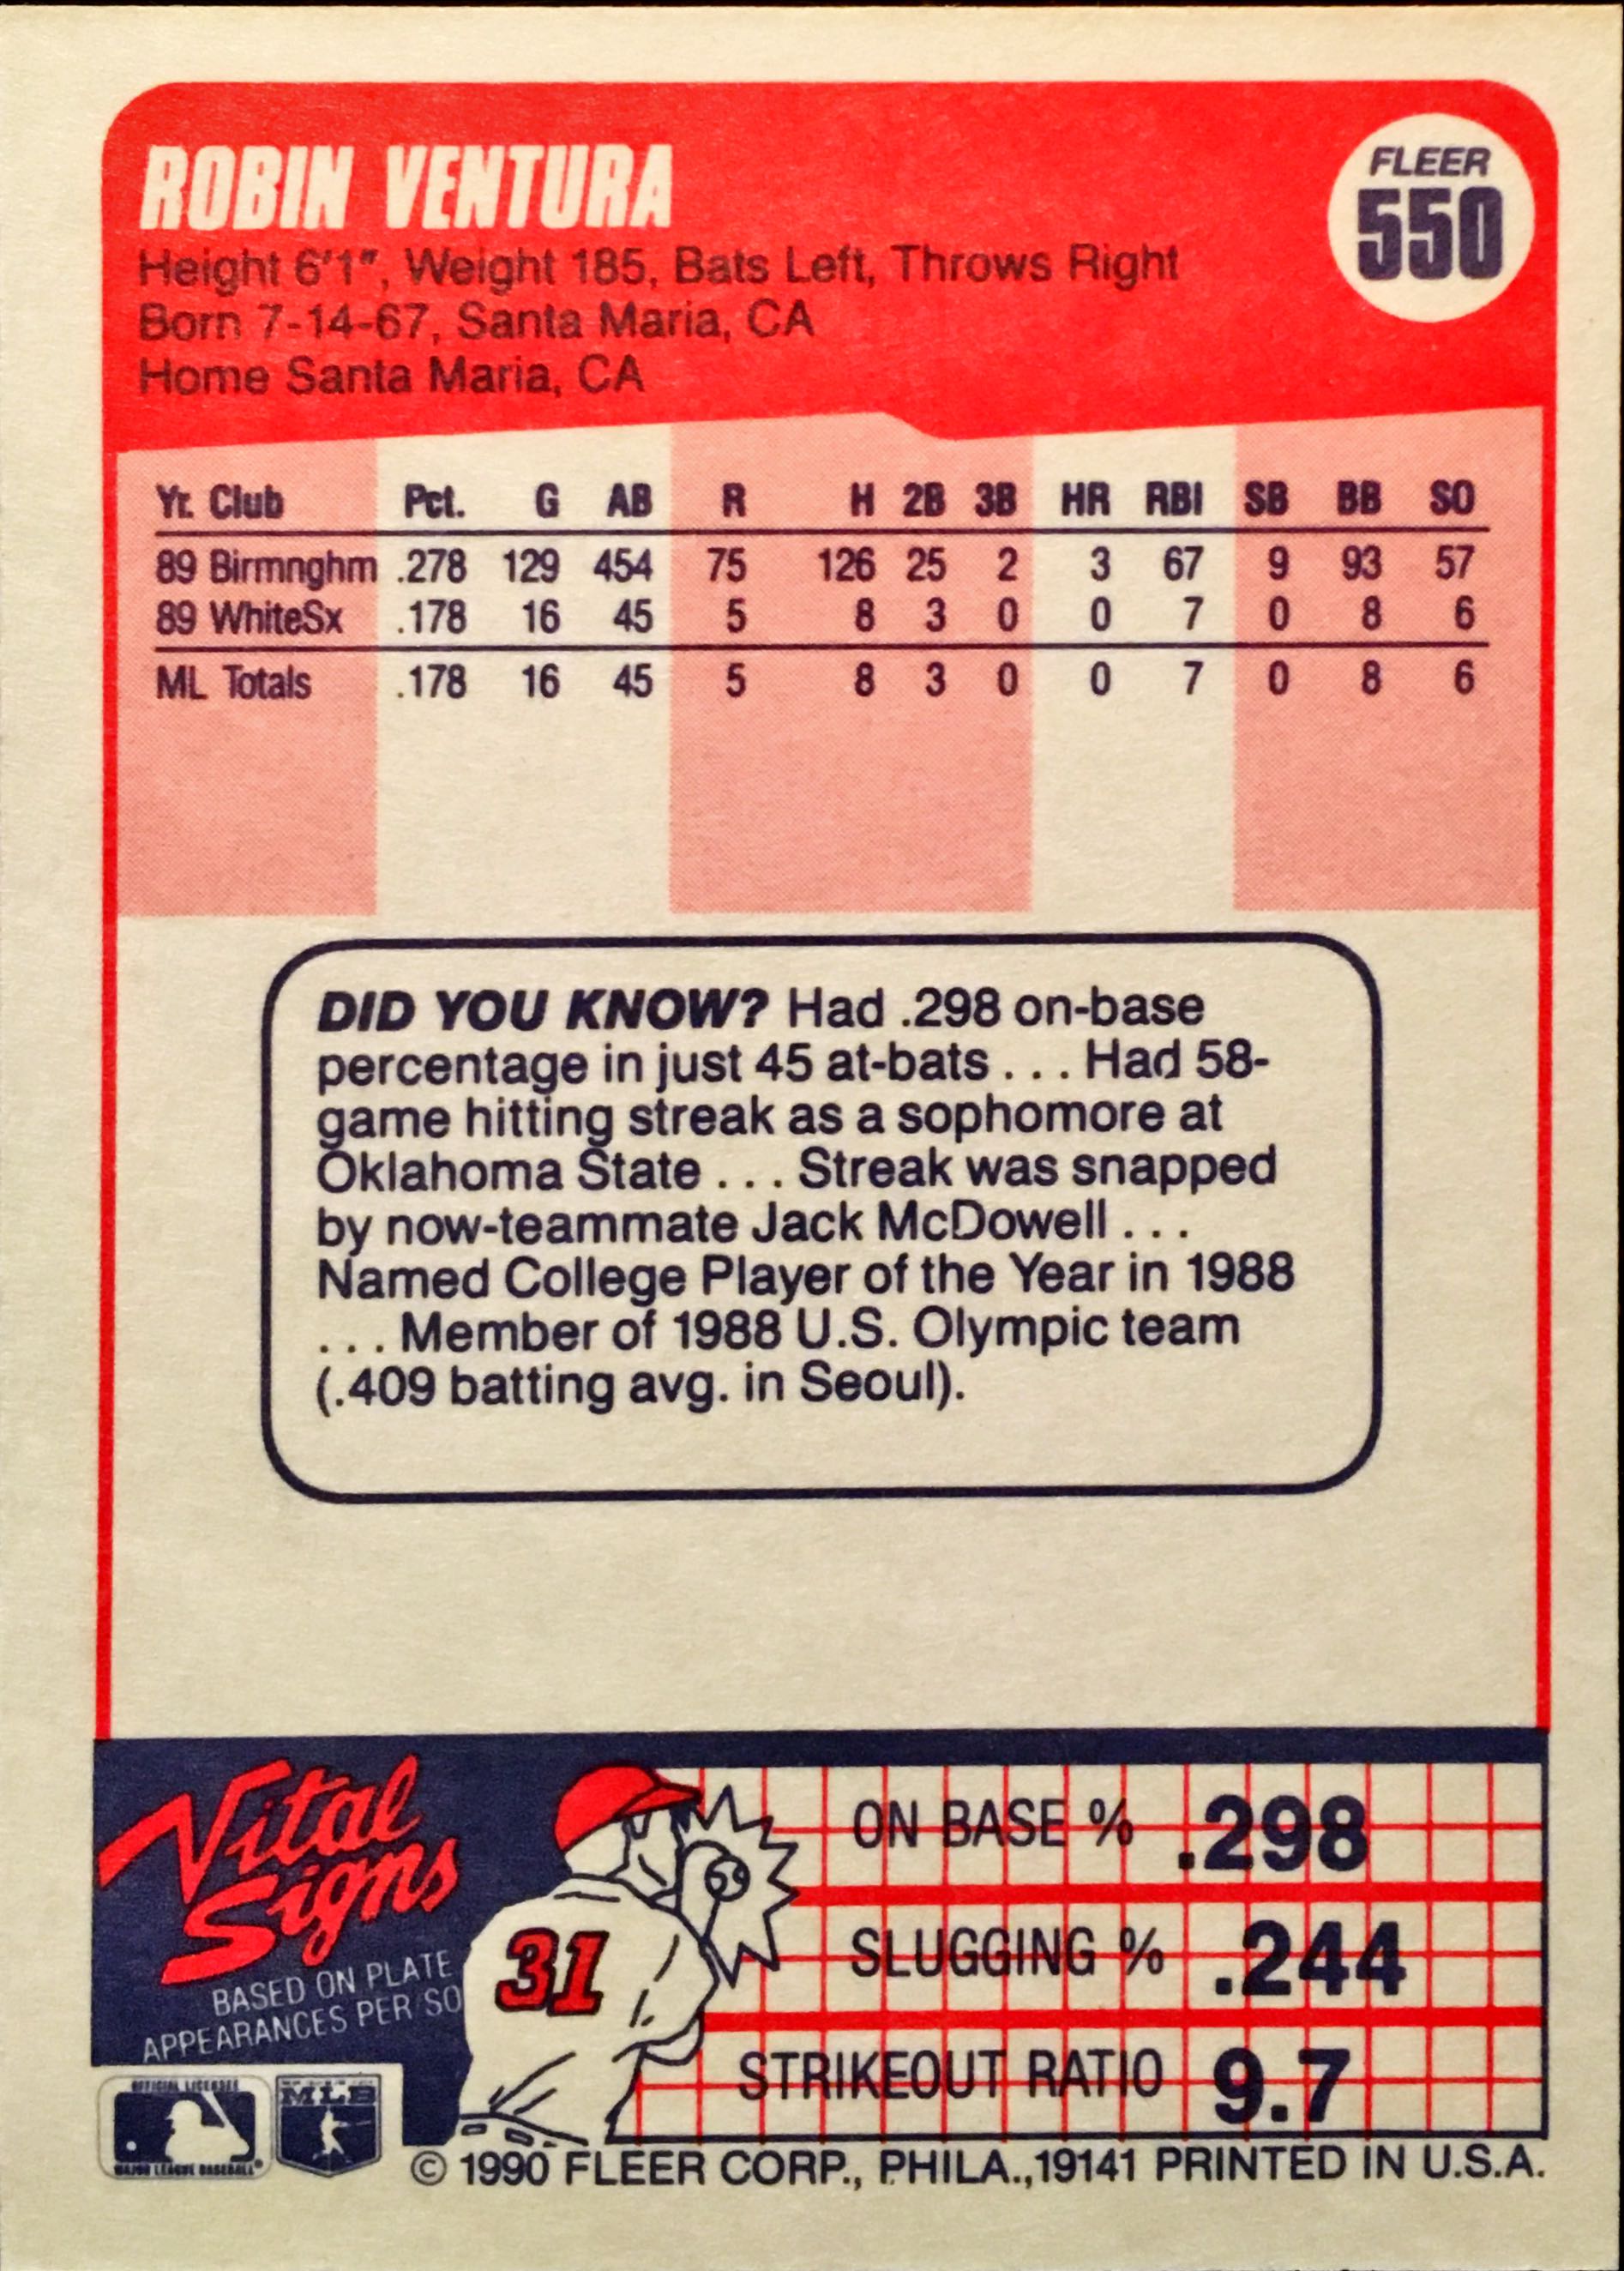 ROBIN VENTURA
FLEER
550
Height 6'1", Weight 185, Bats Left, Throws Right
Born 7-14-67, Santa Maria, CA
Home Santa Maria, CA
Yr. Club Pct. G AB R H 2B 3B HR RBI SB BB SO
89 Birmnghm .278 129 454 75 126 25 2 3 67 9 93 57
89 WhiteSx .178 16 45 5 8 3 0 0 7 0 8 6
ML Totals .178 16 45 5 8 3 0 0 7 0 8 6
DID YOU KNOW? Had .298 on-base
percentage in just 45 at-bats . . . Had 58-
game hitting streak as a sophomore at
Oklahoma State . . . Streak was snapped
by now-teammate Jack McDowell . . .
Named College Player of the Year in 1988
. . . Member of 1988 U.S. Olympic team
(.409 batting avg. in Seoul).
Vital
Signs
BASED ON PLATE
APPEARANCES PER SO
31
ON BASE % .298
SLUGGING % .244
STRIKEOUT RATIO 9.7
OFFICIAL LICENSEE
MAJOR LEAGUE BASEBALL®
MLB
© 1990 FLEER CORP., PHILA.,19141 PRINTED IN U.S.A.